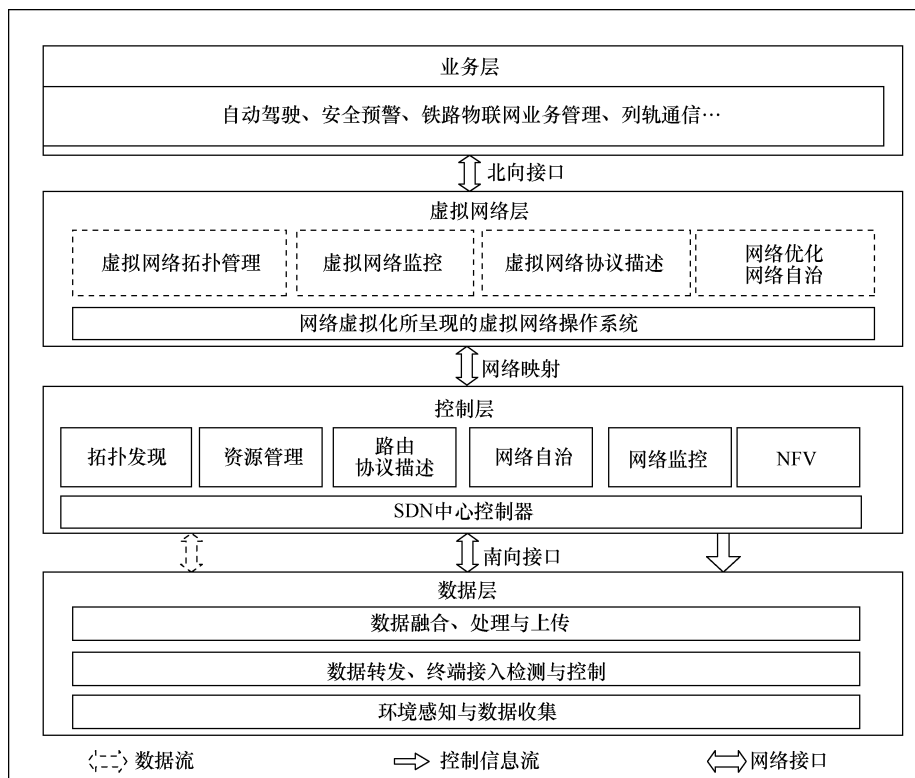 业务层
自动驾驶、安全预警、铁路物联网业务管理、列轨通信…
北向接口
虚拟网络层
虚拟网络拓扑管理
虚拟网络监控
虚拟网络协议描述
网络优化
网络自治
网络虚拟化所呈现的虚拟网络操作系统
网络映射
控制层
拓扑发现
资源管理
路由
协议描述
网络自治
网络监控
NFV
SDN中心控制器
南向接口
数据层
数据融合、处理与上传
数据转发、终端接入检测与控制
环境感知与数据收集
数据流
控制信息流
网络接口